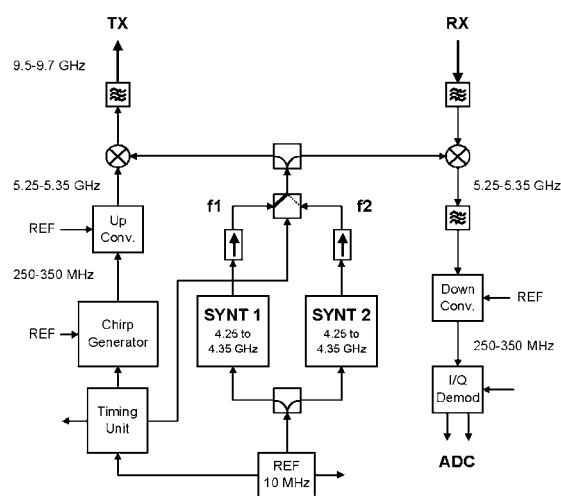 TX
RX
9.5-9.7 GHz
5.25-5.35 GHz
5.25-5.35 GHz
f1
f2
REF
Up
Conv.
250-350 MHz
SYNT 1
4.25 to
4.35 GHz
SYNT 2
4.25 to
4.35 GHz
Down
Conv.
REF
REF
Chirp
Generator
250-350 MHz
Timing
Unit
I/Q
Demod
REF
10 MHz
ADC